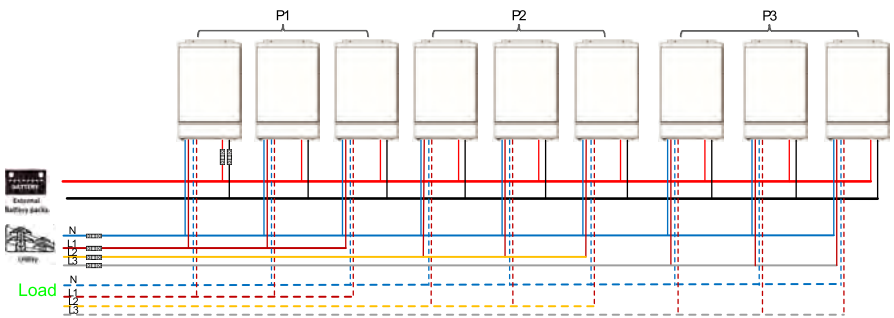 P1 P2 P3
BATTERY
External
Battery packs
N
L1
L2
L3
Utility
N
Load
L1
L2
L3